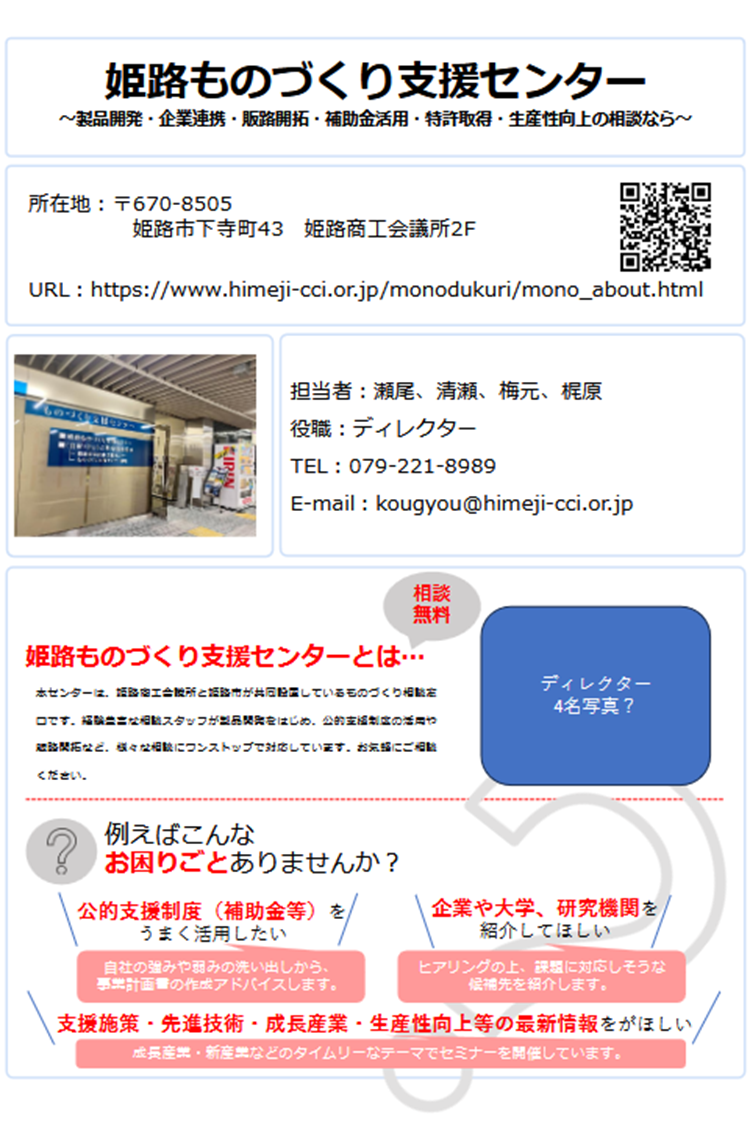 姫路ものづくり支援センター
～製品開発・企業連携・販路開拓・補助金活用・特許取得・生産性向上の相談なら～
所在地：〒670-8505
姫路市下寺町43　姫路商工会議所2F
URL：https://www.himeji-cci.or.jp/monodukuri/mono_about.html
ものづくり支援センター
担当者：瀬尾、清瀬、梅元、梶原
役職：ディレクター
TEL：079-221-8989
E-mail：kougyou@himeji-cci.or.jp
相談
無料
姫路ものづくり支援センターとは…
本センターは、姫路商工会議所と姫路市が共同設置しているものづくり相談窓
口です。経験豊富な相談スタッフが製品開発をはじめ、公的支援制度の活用や
販路開拓など、様々な相談にワンストップで対応しています。お気軽にご相談
ください。
ディレクター
4名写真？
例えばこんな
お困りごとありませんか？
公的支援制度（補助金等）を
うまく活用したい
自社の強みや弱みの洗い出しから、
事業計画書の作成アドバイスします。
企業や大学、研究機関を
紹介してほしい
ヒアリングの上、課題に対応しそうな
候補先を紹介します。
支援施策・先進技術・成長産業・生産性向上等の最新情報をがほしい
成長産業・新産業などのタイムリーなテーマでセミナーを開催しています。